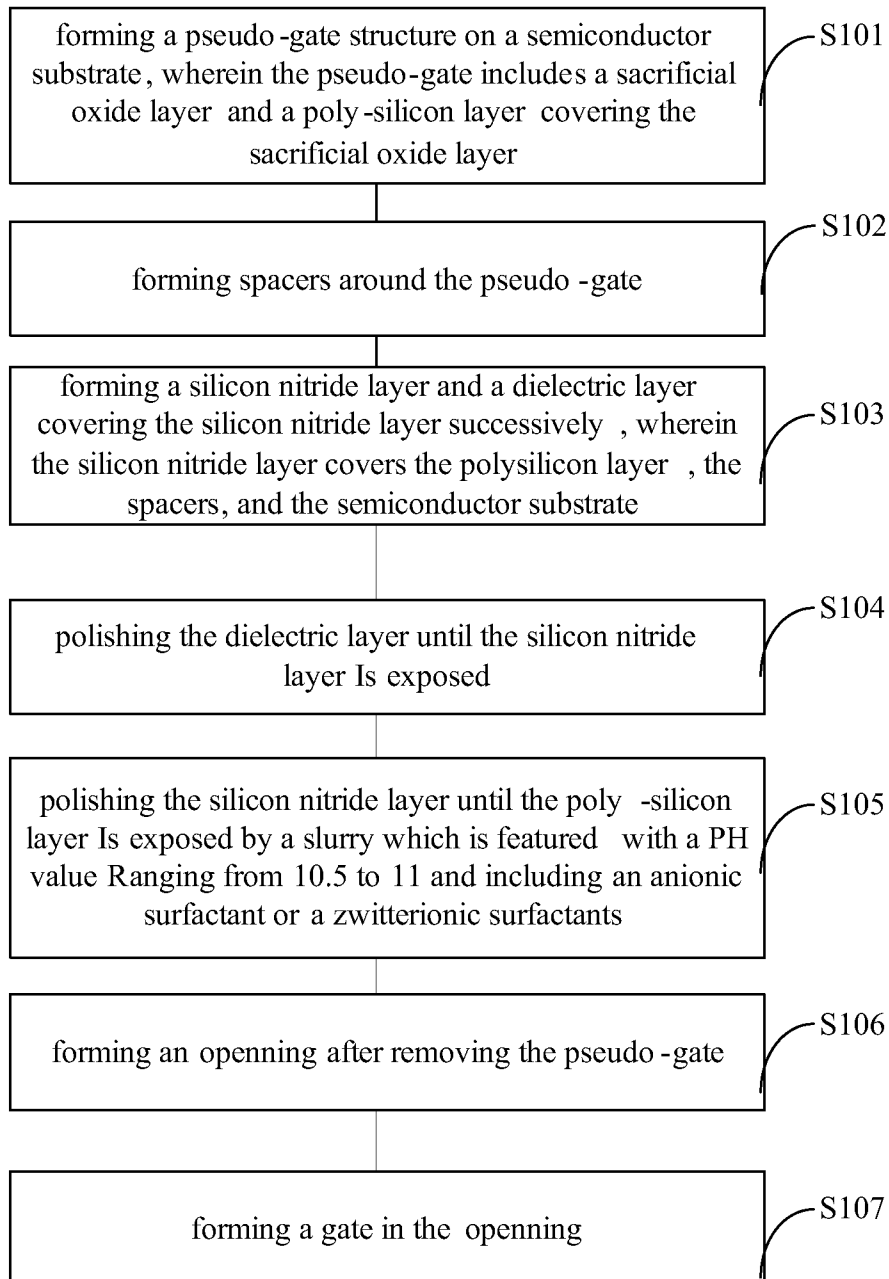 forming a pseudo-gate structure on a semiconductor
substrate, wherein the pseudo-gate includes a sacrificial
oxide layer and a poly-silicon layer covering the
sacrificial oxide layer
S101
forming spacers around the pseudo-gate
S102
forming a silicon nitride layer and a dielectric layer
covering the silicon nitride layer successively, wherein
the silicon nitride layer covers the polysilicon layer, the
spacers, and the semiconductor substrate
S103
polishing the dielectric layer until the silicon nitride
layer Is exposed
S104
polishing the silicon nitride layer until the poly-silicon
layer Is exposed by a slurry which is featured with a PH
value Ranging from 10.5 to 11 and including an anionic
surfactant or a zwitterionic surfactants
S105
forming an openning after removing the pseudo-gate
S106
forming a gate in the openning
S107